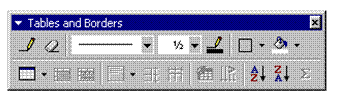 Tables and Borders
½
A Z
Z A
Σ